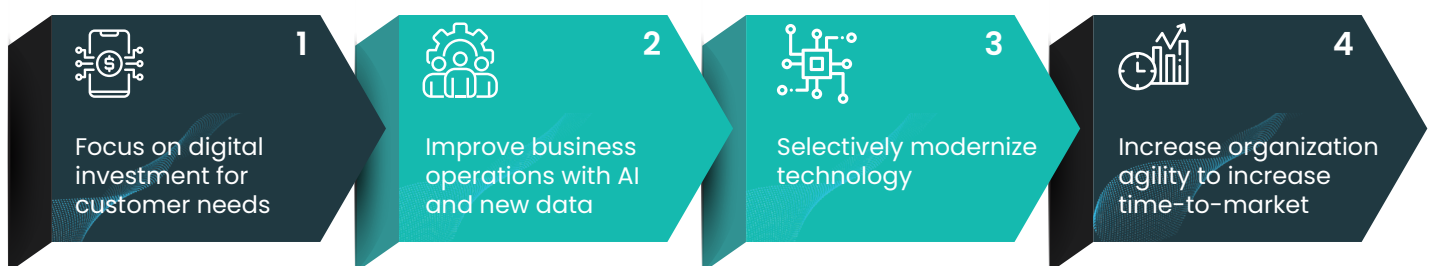 1
Focus on digital
investment for
customer needs
2
Improve business
operations with AI
and new data
3
Selectively modernize
technology
4
Increase organization
agility to increase
time-to-market